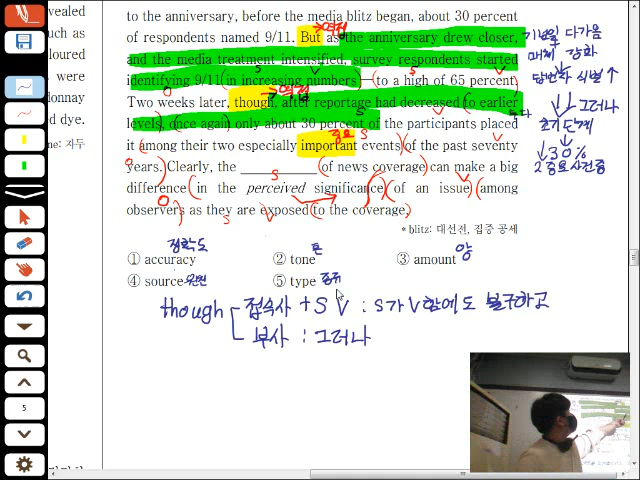 vealed
uch as
loured
were
donnay
d dye.
는: 자두
to the anniversary, before the media blitz began, about 30 percent
of respondents named 9/11. But as the anniversary drew closer,
and the media treatment intensified, survey respondents started
identifying 9/11 (in increasing numbers — (to a high of 65 percent)
Two weeks later, though, after reportage had decreased (to earlier
levels), once again) only about 30 percent of the participants placed
it (among their two especially important events) (of the past seventy
years.) Clearly, the ________ (of news coverage) can make a big
difference (in the perceived significance (of an issue) (among
observers) as they are exposed (to the coverage.
* blitz: 대선전, 집중 공세
① accuracy 정확도
② tone 톤
③ amount 양
④ source 원천
⑤ type 종류
역접
역접
중요
기념일 다가옴
매체 강화
↓
답변자 식별 ↑
↓ ↓ 그러나
초기단계
↓ 30%
2 중요사건중
though 접속사 + S V : S가 V 함에도 불구하고
부사 : 그러나
5